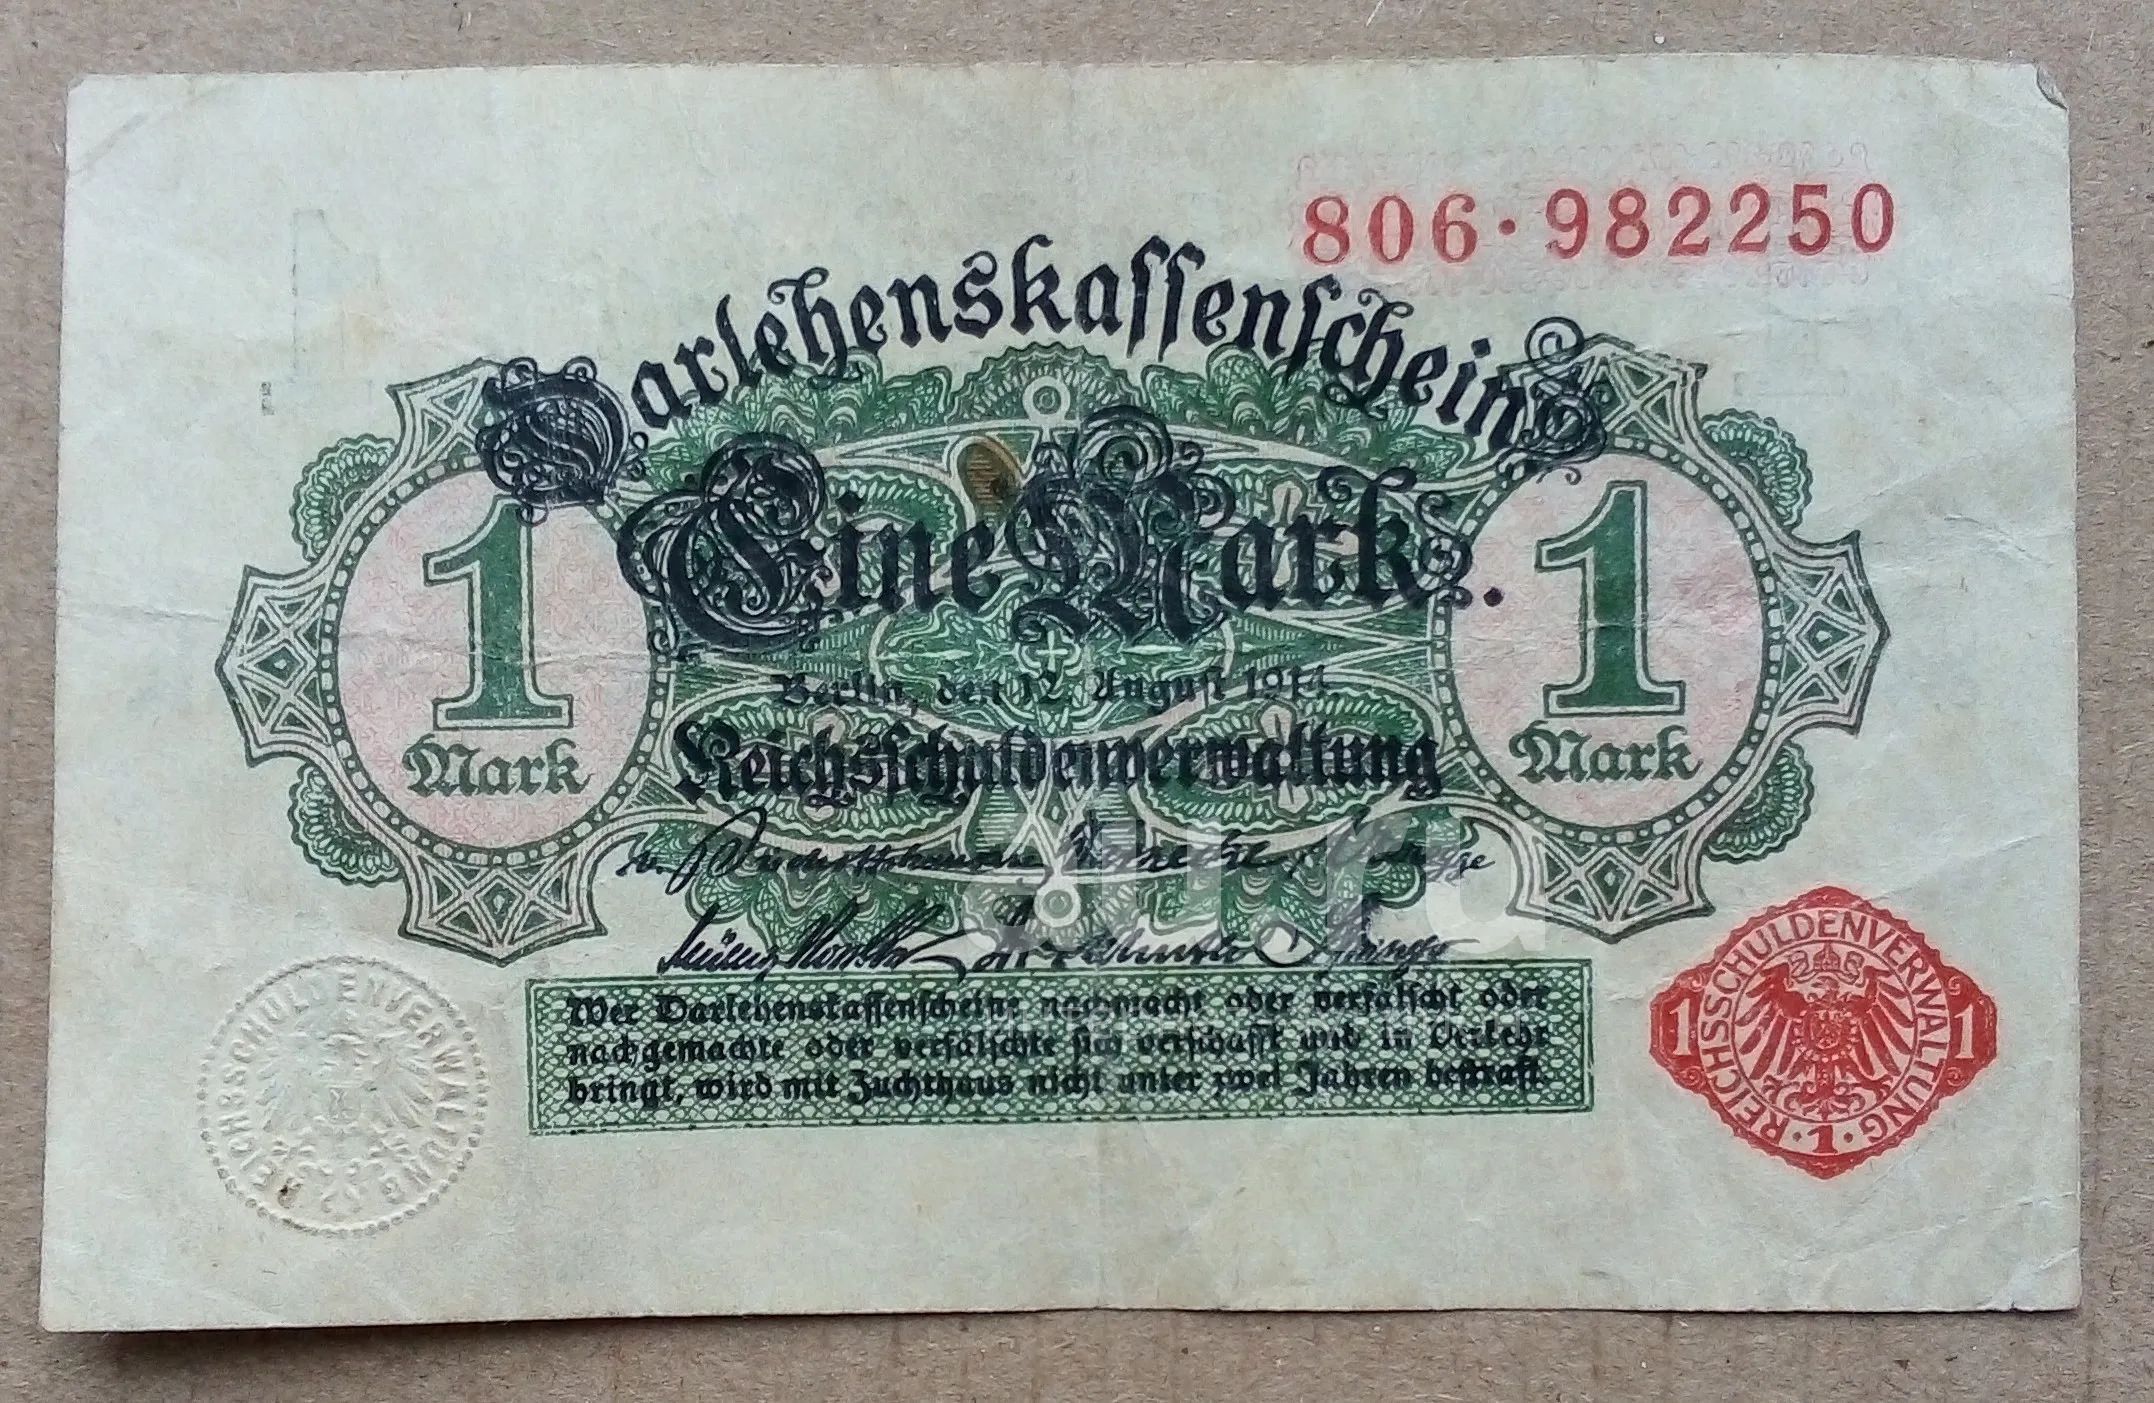 806·982250
Darlehenskaſſenſchein
Eine Mark.
1
Mark
1
Mark
Berlin, den 12. Auguſt 1914
Reichsſchuldenverwaltung
Wer Darlehenskaſſenſcheine nachmacht oder verfälſcht oder
nachgemachte oder verfälſchte ſich verſchafft und in Verkehr
bringt, wird mit Zuchthaus nicht unter zwei Jahren beſtraft.
REICHSSCHULDENVERWALTUNG
REICHSSCHULDENVERWALTUNG
1 1
·1·